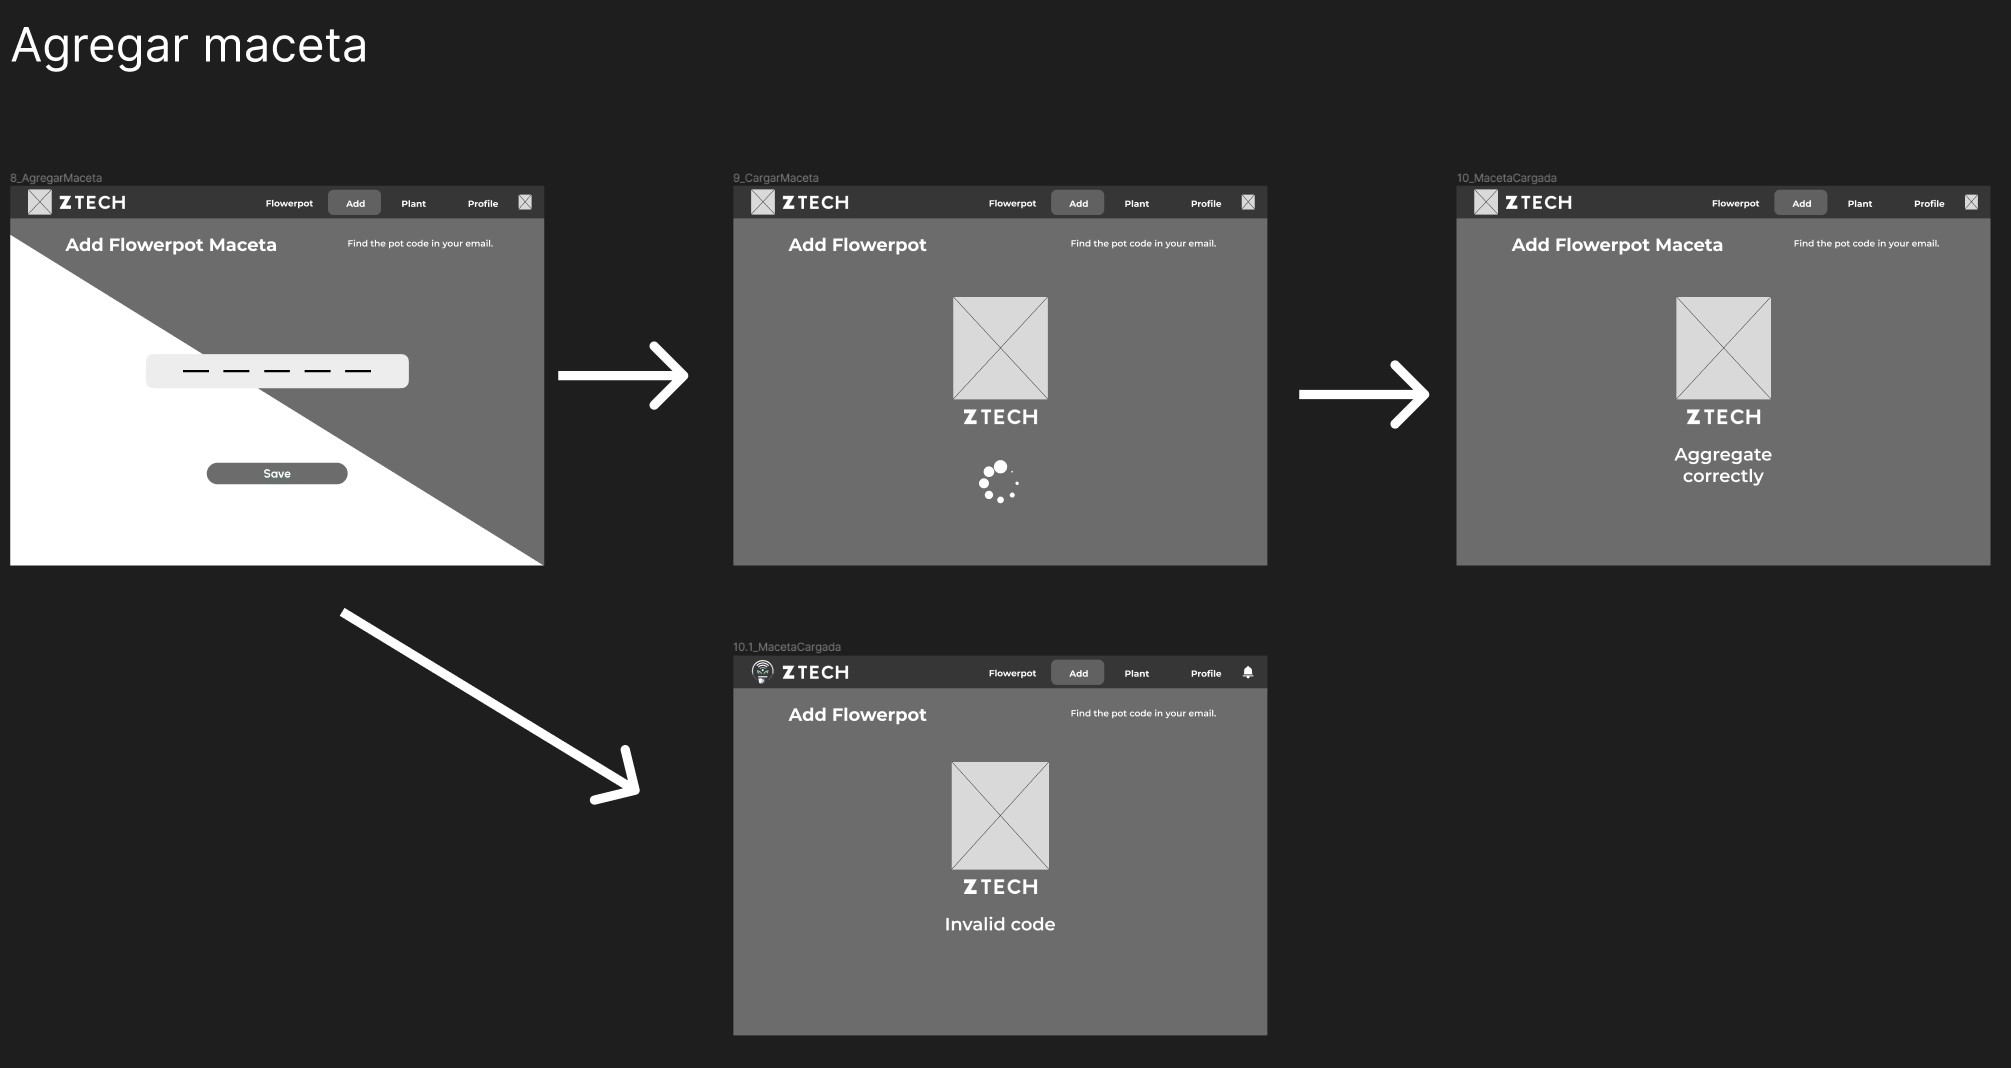 Agregar maceta
8_AgregarMaceta
ZTECH
Flowerpot
Add
Plant
Profile
Add Flowerpot Maceta
Find the pot code in your email.
Save
9_CargarMaceta
ZTECH
Flowerpot
Add
Plant
Profile
Add Flowerpot
Find the pot code in your email.
ZTECH
10_MacetaCargada
ZTECH
Flowerpot
Add
Plant
Profile
Add Flowerpot Maceta
Find the pot code in your email.
ZTECH
Aggregate
correctly
10.1_MacetaCargada
ZTECH
Flowerpot
Add
Plant
Profile
Add Flowerpot
Find the pot code in your email.
ZTECH
Invalid code